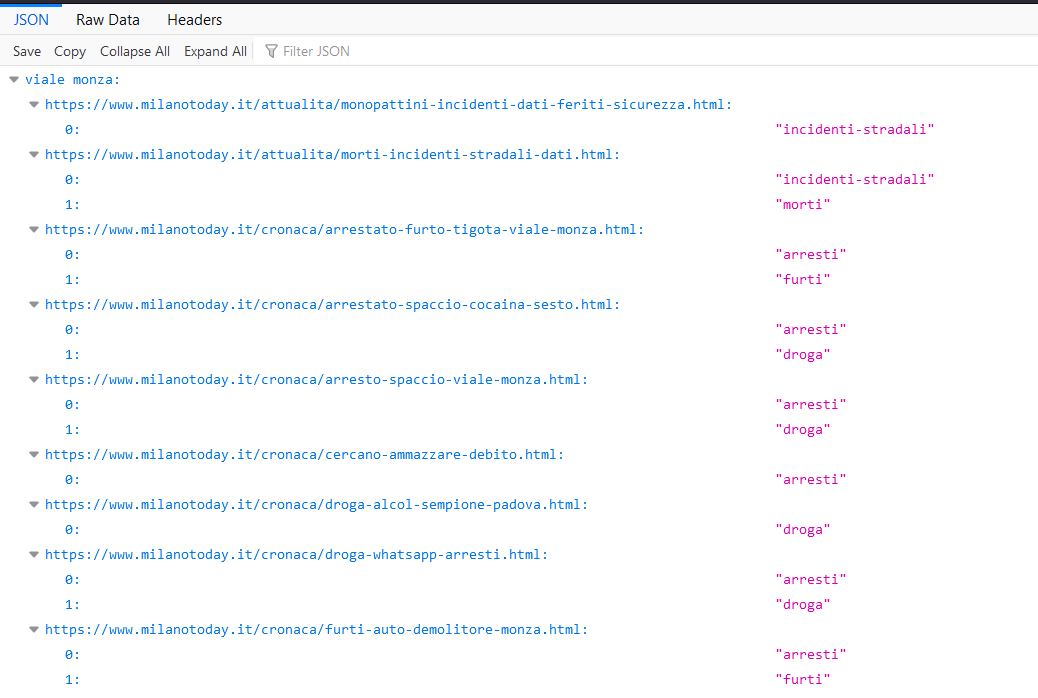 JSON Raw Data Headers
Save Copy Collapse All Expand All Filter JSON
viale monza:
https://www.milanotoday.it/attualita/monopattini-incidenti-dati-feriti-sicurezza.html:
0: "incidenti-stradali"
https://www.milanotoday.it/attualita/morti-incidenti-stradali-dati.html:
0: "incidenti-stradali"
1: "morti"
https://www.milanotoday.it/cronaca/arrestato-furto-tigota-viale-monza.html:
0: "arresti"
1: "furti"
https://www.milanotoday.it/cronaca/arrestato-spaccio-cocaina-sesto.html:
0: "arresti"
1: "droga"
https://www.milanotoday.it/cronaca/arresto-spaccio-viale-monza.html:
0: "arresti"
1: "droga"
https://www.milanotoday.it/cronaca/cercano-ammazzare-debito.html:
0: "arresti"
https://www.milanotoday.it/cronaca/droga-alcol-sempione-padova.html:
0: "droga"
https://www.milanotoday.it/cronaca/droga-whatsapp-arresti.html:
0: "arresti"
1: "droga"
https://www.milanotoday.it/cronaca/furti-auto-demolitore-monza.html:
0: "arresti"
1: "furti"